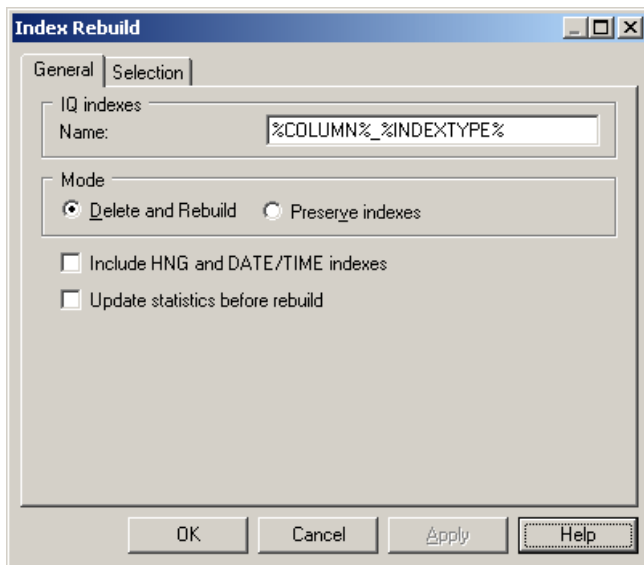 Index Rebuild
General Selection
IQ indexes
Name: %COLUMN%_%INDEXTYPE%
Mode
Delete and Rebuild Preserve indexes
Include HNG and DATE/TIME indexes
Update statistics before rebuild
OK Cancel Apply Help